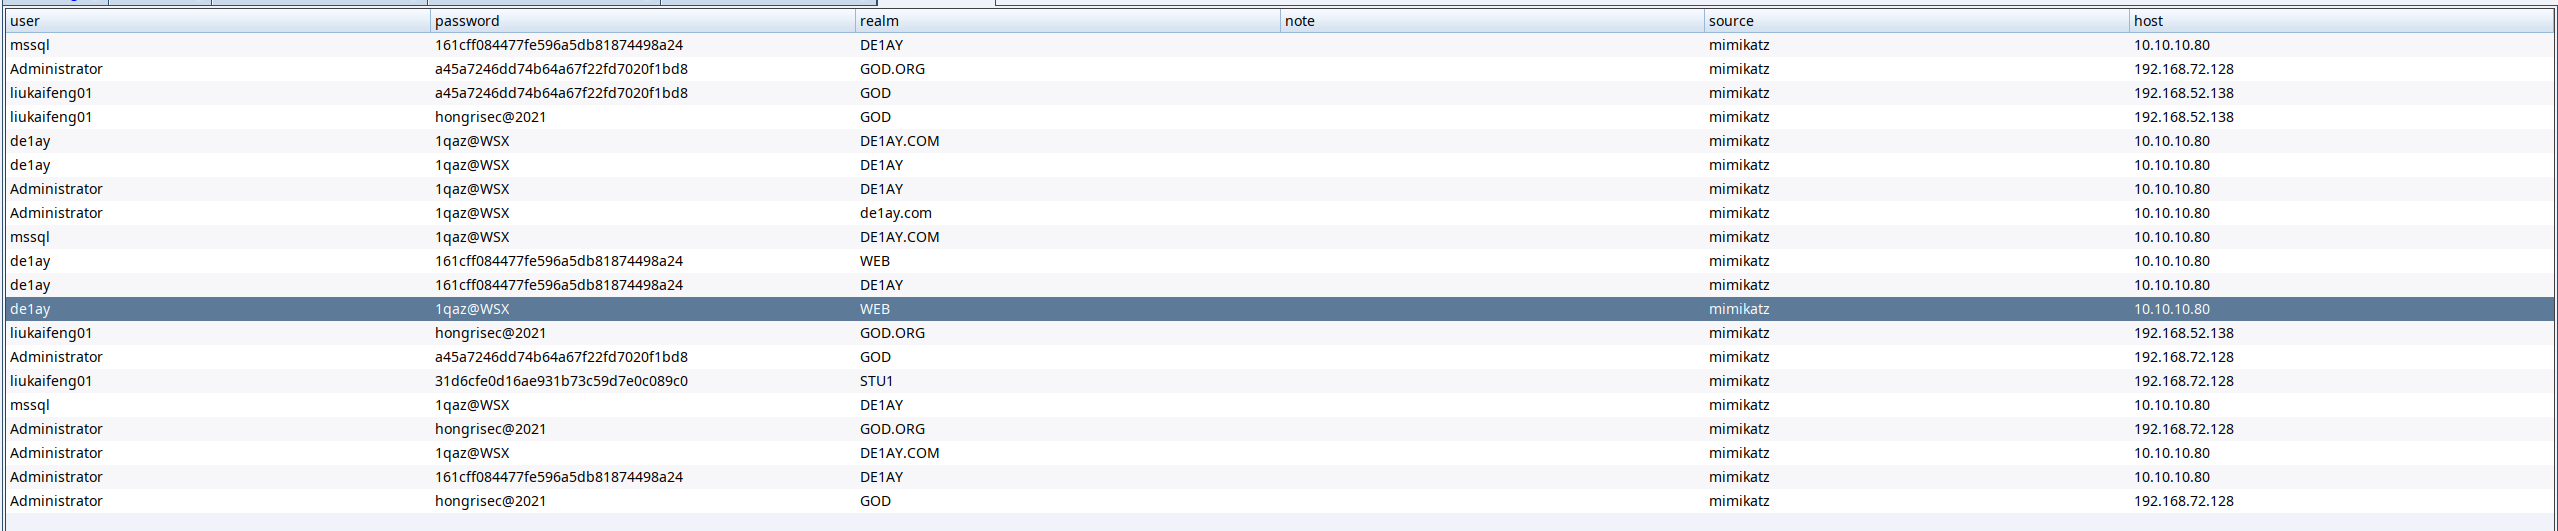 user password realm note source host
mssql 161cff084477fe596a5db81874498a24 DE1AY mimikatz 10.10.10.80
Administrator a45a7246dd74b64a67f22fd7020f1bd8 GOD.ORG mimikatz 192.168.72.128
liukaifeng01 a45a7246dd74b64a67f22fd7020f1bd8 GOD mimikatz 192.168.52.138
liukaifeng01 hongrisec@2021 GOD mimikatz 192.168.52.138
de1ay 1qaz@WSX DE1AY.COM mimikatz 10.10.10.80
de1ay 1qaz@WSX DE1AY mimikatz 10.10.10.80
Administrator 1qaz@WSX DE1AY mimikatz 10.10.10.80
Administrator 1qaz@WSX de1ay.com mimikatz 10.10.10.80
mssql 1qaz@WSX DE1AY.COM mimikatz 10.10.10.80
de1ay 161cff084477fe596a5db81874498a24 WEB mimikatz 10.10.10.80
de1ay 161cff084477fe596a5db81874498a24 DE1AY mimikatz 10.10.10.80
de1ay 1qaz@WSX WEB mimikatz 10.10.10.80
liukaifeng01 hongrisec@2021 GOD.ORG mimikatz 192.168.52.138
Administrator a45a7246dd74b64a67f22fd7020f1bd8 GOD mimikatz 192.168.72.128
liukaifeng01 31d6cfe0d16ae931b73c59d7e0c089c0 STU1 mimikatz 192.168.72.128
mssql 1qaz@WSX DE1AY mimikatz 10.10.10.80
Administrator hongrisec@2021 GOD.ORG mimikatz 192.168.72.128
Administrator 1qaz@WSX DE1AY.COM mimikatz 10.10.10.80
Administrator 161cff084477fe596a5db81874498a24 DE1AY mimikatz 10.10.10.80
Administrator hongrisec@2021 GOD mimikatz 192.168.72.128